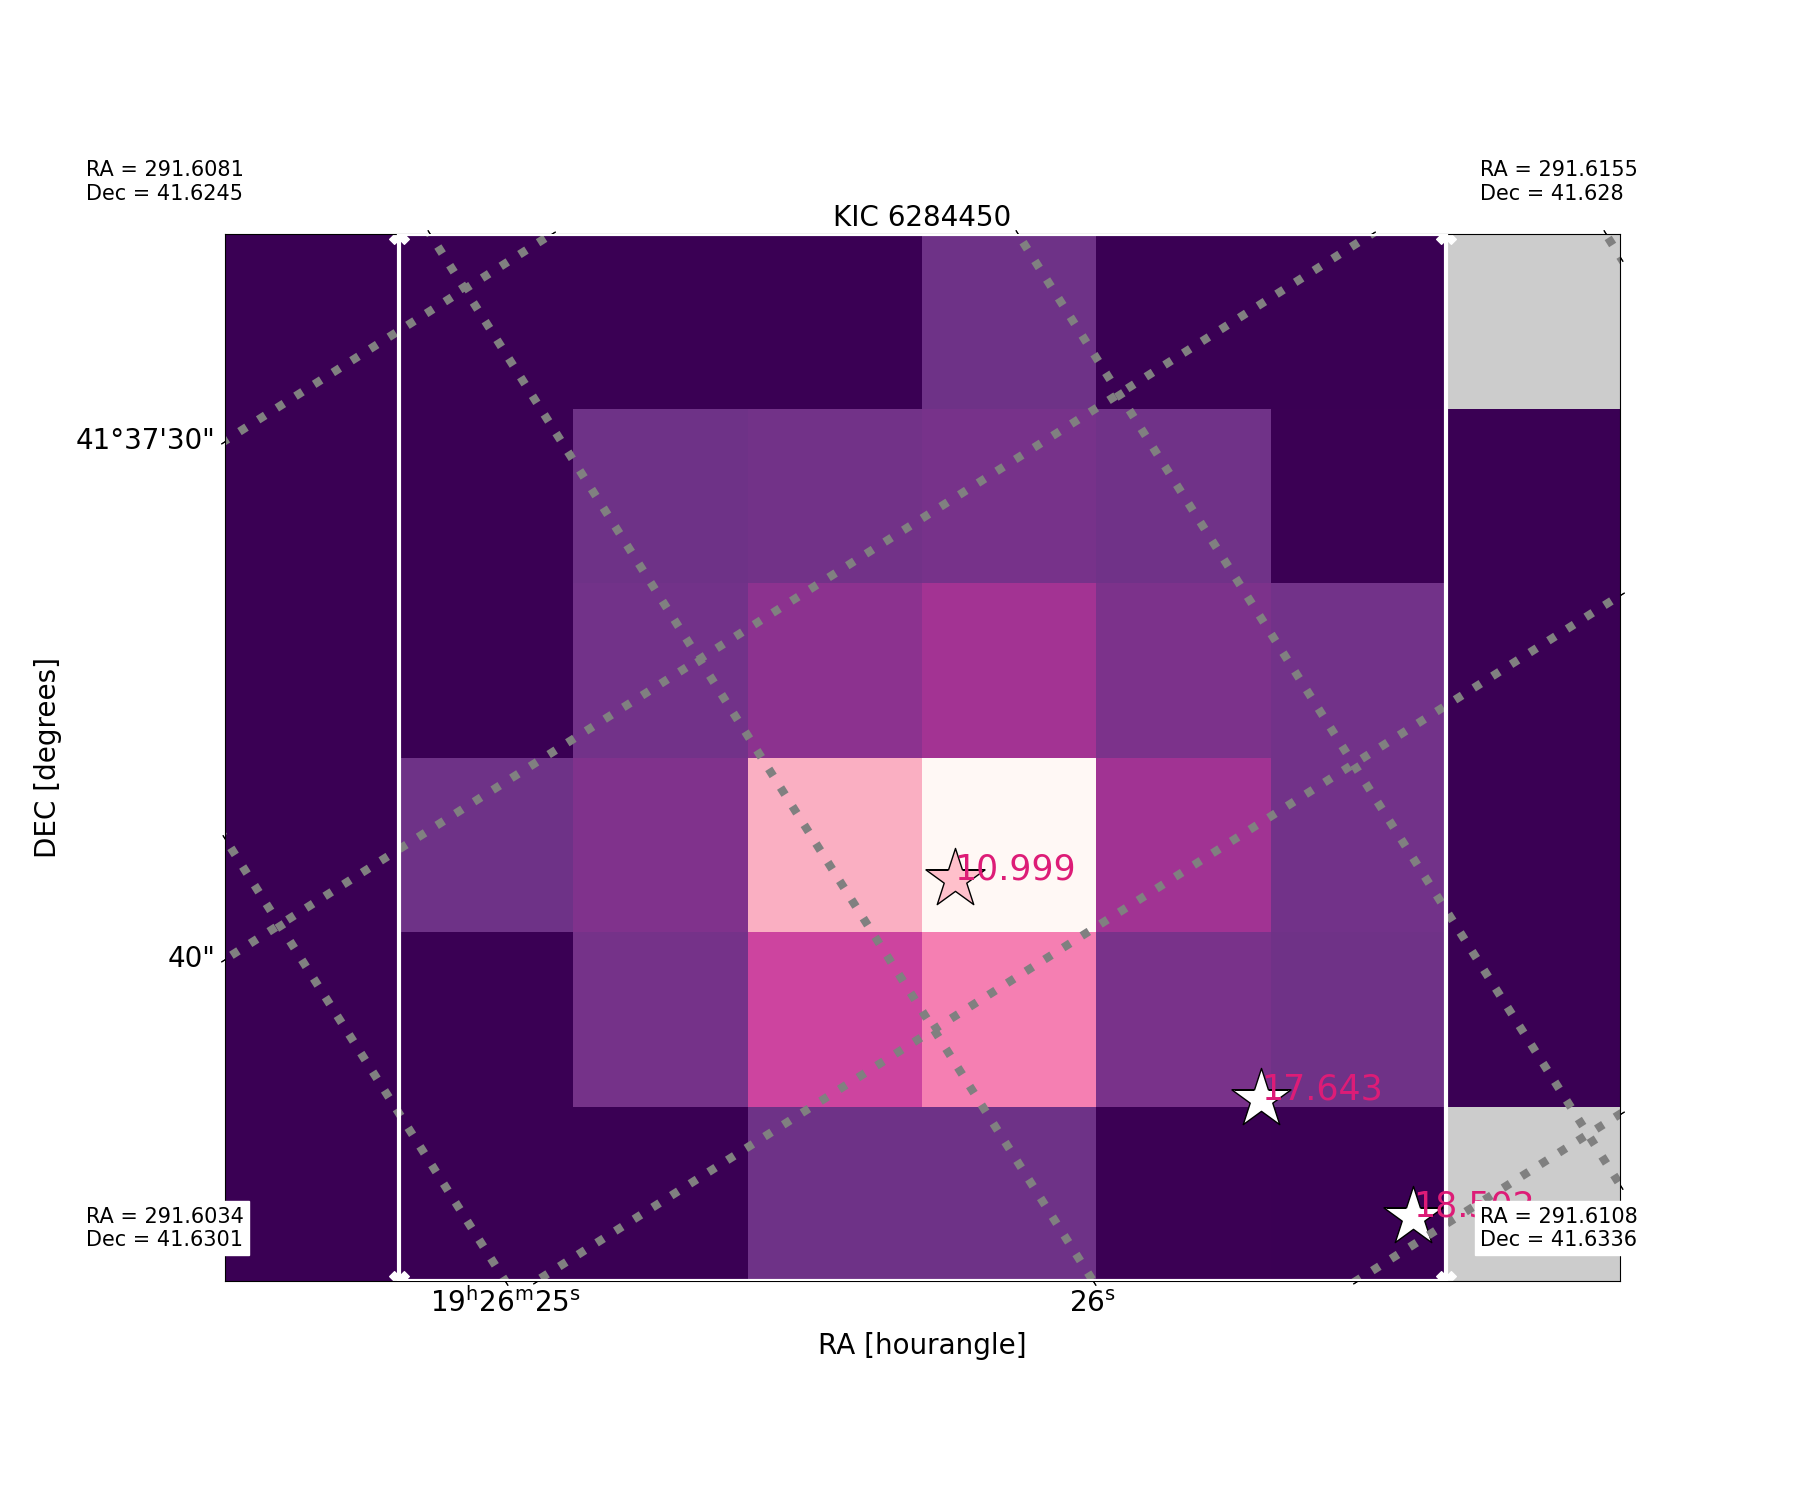 RA = 291.6081
Dec = 41.6245
RA = 291.6155
Dec = 41.628
KIC 6284450
41°37'30"
10.999
40"
17.643
RA = 291.6034
Dec = 41.6301
RA = 291.6108
Dec = 41.6336
19ʰ26ᵐ25ˢ
26ˢ
DEC [degrees]
RA [hourangle]